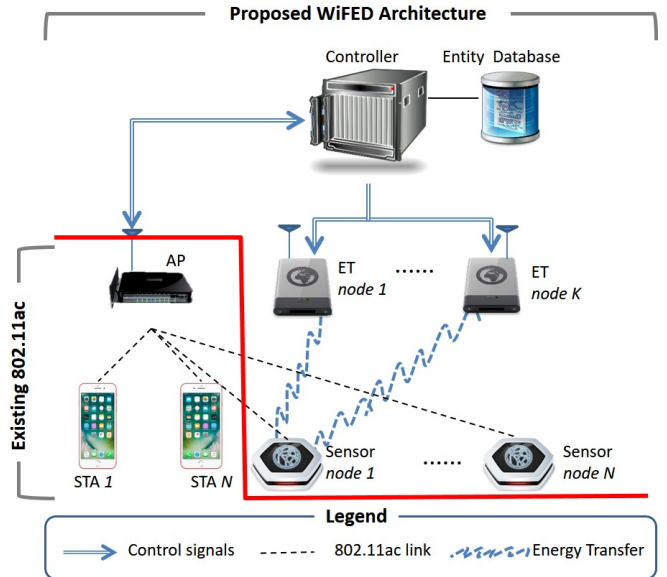 Proposed WiFED Architecture
Controller
Entity Database
Existing 802.11ac
AP
ET
node 1
......
ET
node K
STA 1
STA N
Sensor
node 1
......
Sensor
node N
Legend
Control signals
802.11ac link
Energy Transfer